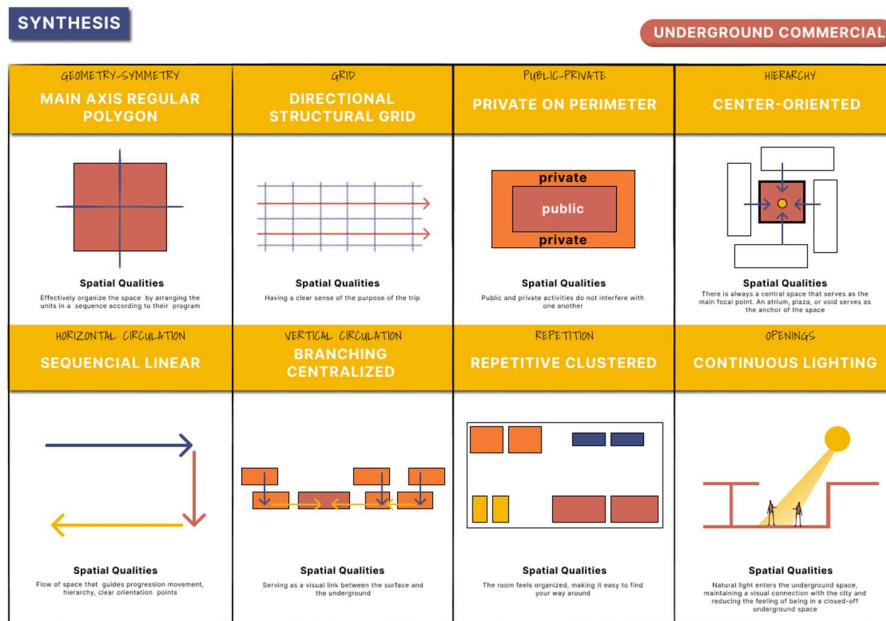 SYNTHESIS
UNDERGROUND COMMERCIAL
GEOMETRY-SYMMETRY
MAIN AXIS REGULAR
POLYGON
Spatial Qualities
Effectively organize the space by arranging the
units in a sequence according to their program
GRID
DIRECTIONAL
STRUCTURAL GRID
Spatial Qualities
Having a clear sense of the purpose of the trip
PUBLIC-PRIVATE
PRIVATE ON PERIMETER
private
public
private
Spatial Qualities
Public and private activities do not interfere with
one another
HIERARCHY
CENTER-ORIENTED
Spatial Qualities
There is always a central space that serves as the
main focal point. An atrium, plaza, or void serves as
the anchor of the space
HORIZONTAL CIRCULATION
SEQUENCIAL LINEAR
Spatial Qualities
Flow of space that guides progression movement,
hierarchy, clear orientation points
VERTICAL CIRCULATION
BRANCHING
CENTRALIZED
Spatial Qualities
Serving as a visual link between the surface and
the underground
REPETITION
REPETITIVE CLUSTERED
Spatial Qualities
The room feels organized, making it easy to find
your way around
OPENINGS
CONTINUOUS LIGHTING
Spatial Qualities
Natural light enters the underground space,
maintaining a visual connection with the city and
reducing the feeling of being in a closed-off
underground space